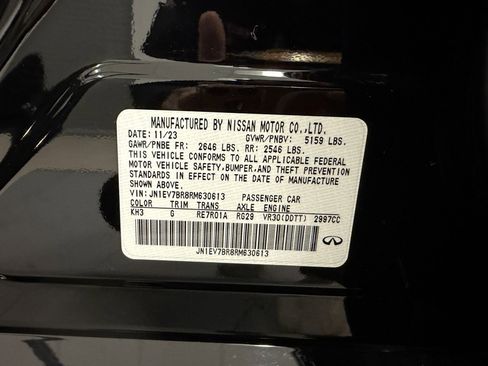 MANUFACTURED BY NISSAN MOTOR CO.,LTD.
DATE: 11/23 GVWR/PNBV: 5159 LBS.
GAWR/PNBE FR: 2646 LBS. RR: 2546 LBS.
THIS VEHICLE CONFORMS TO ALL APPLICABLE FEDERAL
MOTOR VEHICLE SAFETY,BUMPER,AND THEFT PREVENTION
STANDARDS IN EFFECT ON THE DATE OF MANUFACTURE
SHOWN ABOVE.
VIN: JN1EV7BR8RM630613 PASSENGER CAR
COLOR TRIM TRANS AXLE ENGINE
KH3 G RE7R01A RG29 VR30(DDTT) 2997CC
JN1EV7BR8RM630613